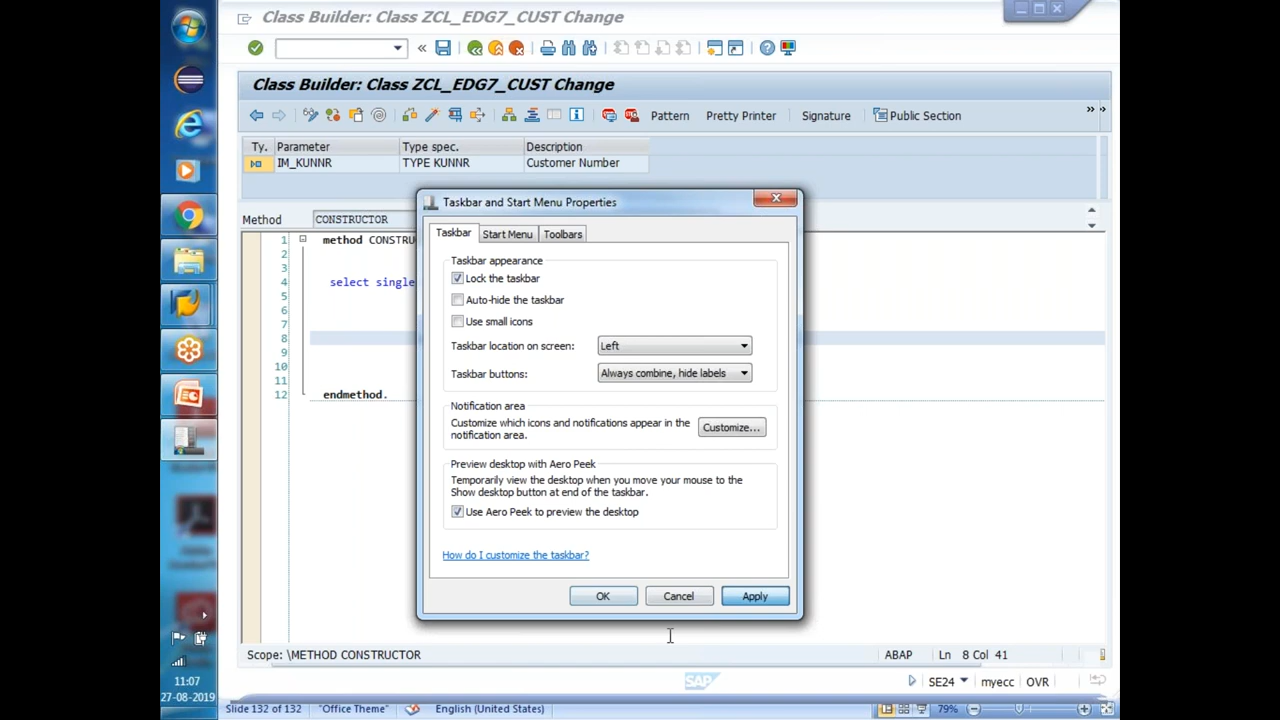 Class Builder: Class ZCL_EDG7_CUST Change
Class Builder: Class ZCL_EDG7_CUST Change
Pattern Pretty Printer Signature Public Section
Ty. Parameter Type spec. Description
IM_KUNNR TYPE KUNNR Customer Number
Method CONSTRUCTOR
1 method CONSTRU
2
3
4 select single
5
6
7
8
9
10
11
12 endmethod.
Taskbar and Start Menu Properties
Taskbar Start Menu Toolbars
Taskbar appearance
Lock the taskbar
Auto-hide the taskbar
Use small icons
Taskbar location on screen: Left
Taskbar buttons: Always combine, hide labels
Notification area
Customize which icons and notifications appear in the
notification area.
Customize...
Preview desktop with Aero Peek
Temporarily view the desktop when you move your mouse to the
Show desktop button at end of the taskbar.
Use Aero Peek to preview the desktop
How do I customize the taskbar?
OK Cancel Apply
Scope: \METHOD CONSTRUCTOR ABAP Ln 8 Col 41
SAP SE24 myecc OVR
11:07
27-08-2019
Slide 132 of 132 "Office Theme" English (United States) 79%